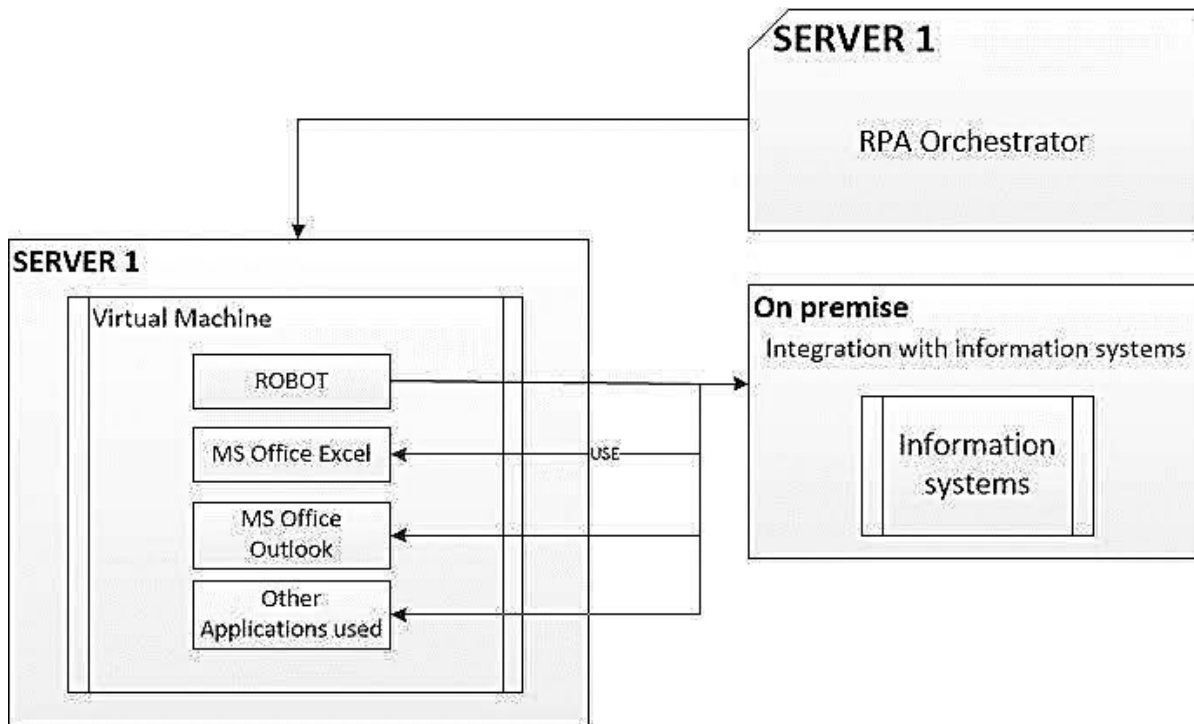 SERVER 1
RPA Orchestrator
SERVER 1
Virtual Machine
ROBOT
MS Office Excel
MS Office
Outlook
Other
Applications used
USE
On premise
Integration with information systems
Information
systems